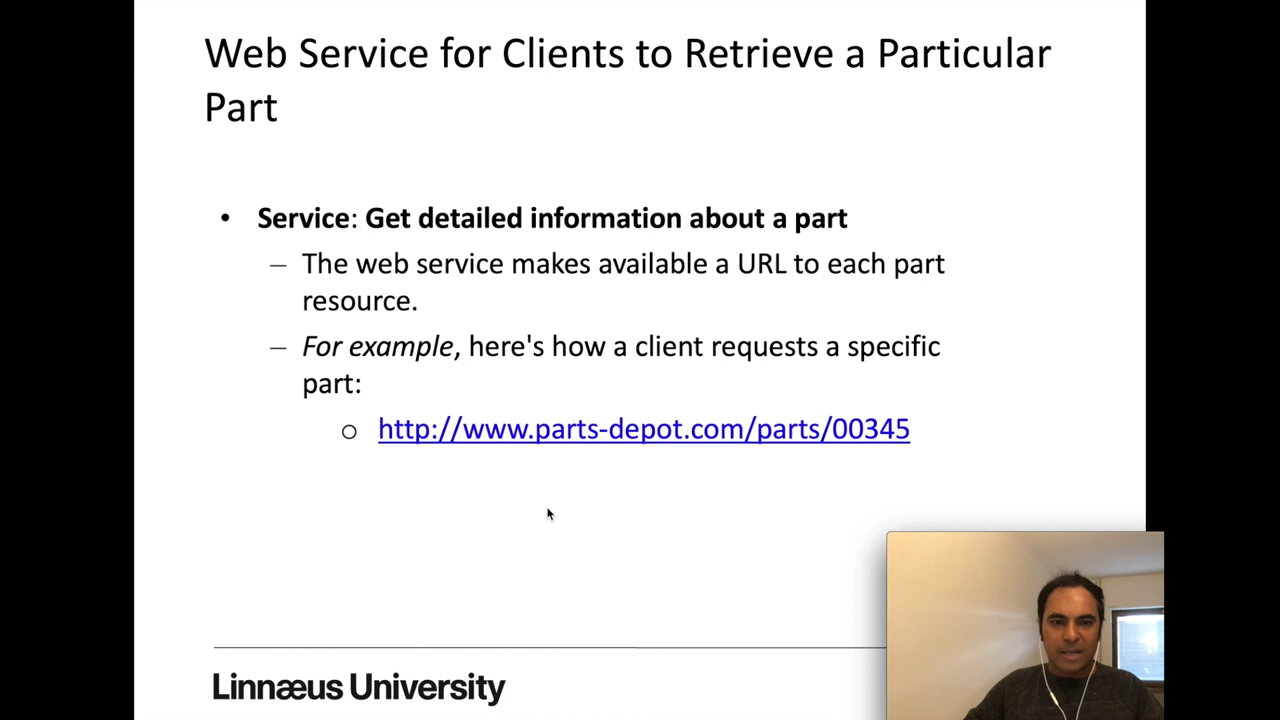 Web Service for Clients to Retrieve a Particular
Part
• Service: Get detailed information about a part
– The web service makes available a URL to each part
resource.
– For example, here's how a client requests a specific
part:
o http://www.parts-depot.com/parts/00345
Linnæus University